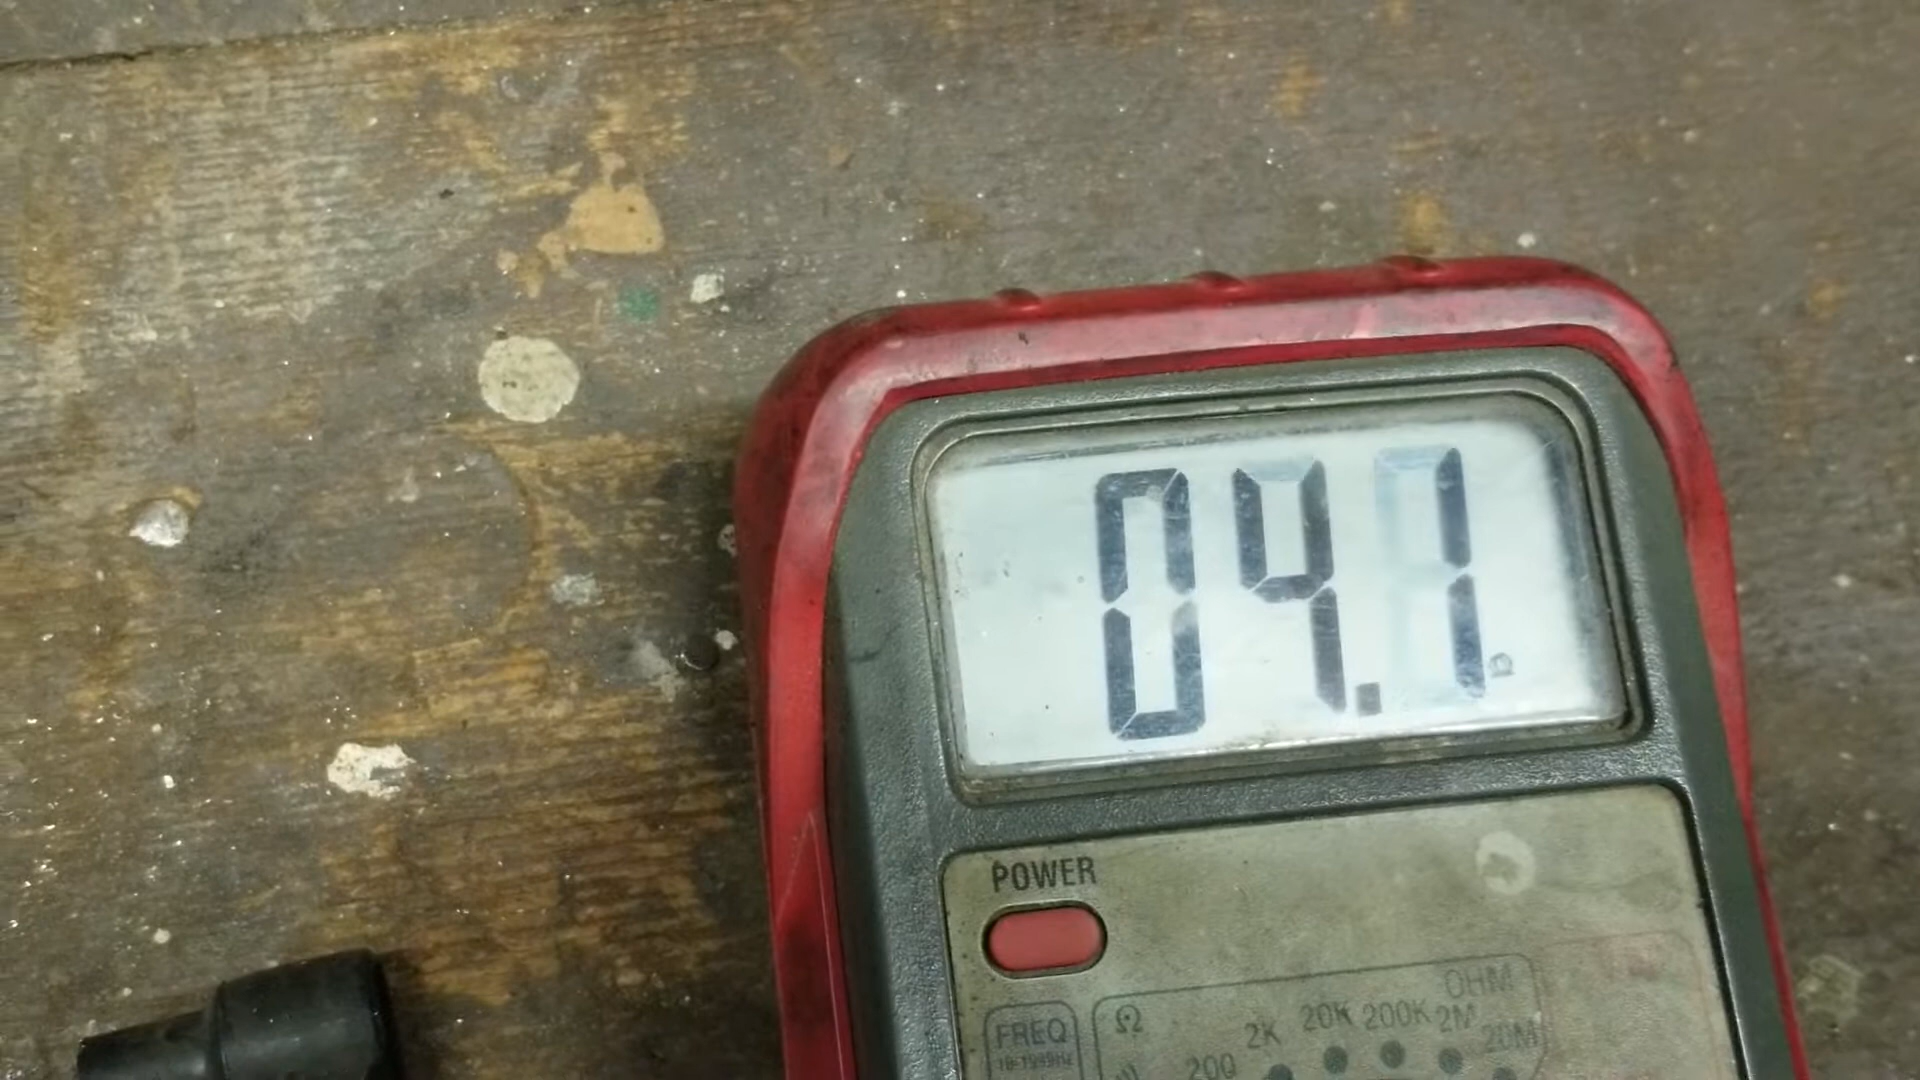 04.1 Ω
POWER
OHM
FREQ
Ω 2K 20K 200K 2M 20M
200